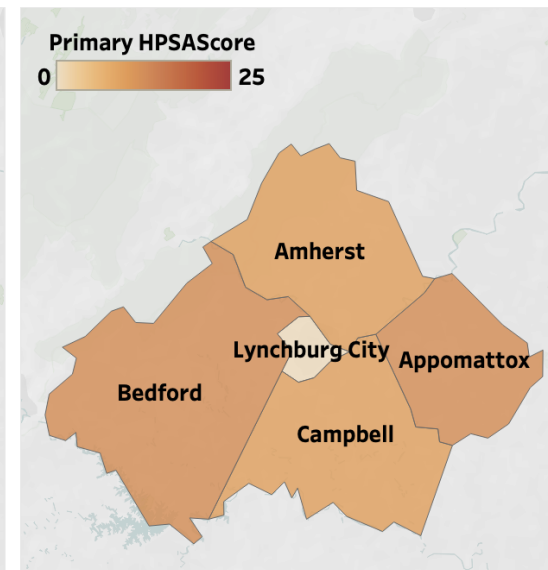 Primary HPSAScore
0 25
Amherst
Lynchburg City
Appomattox
Bedford
Campbell